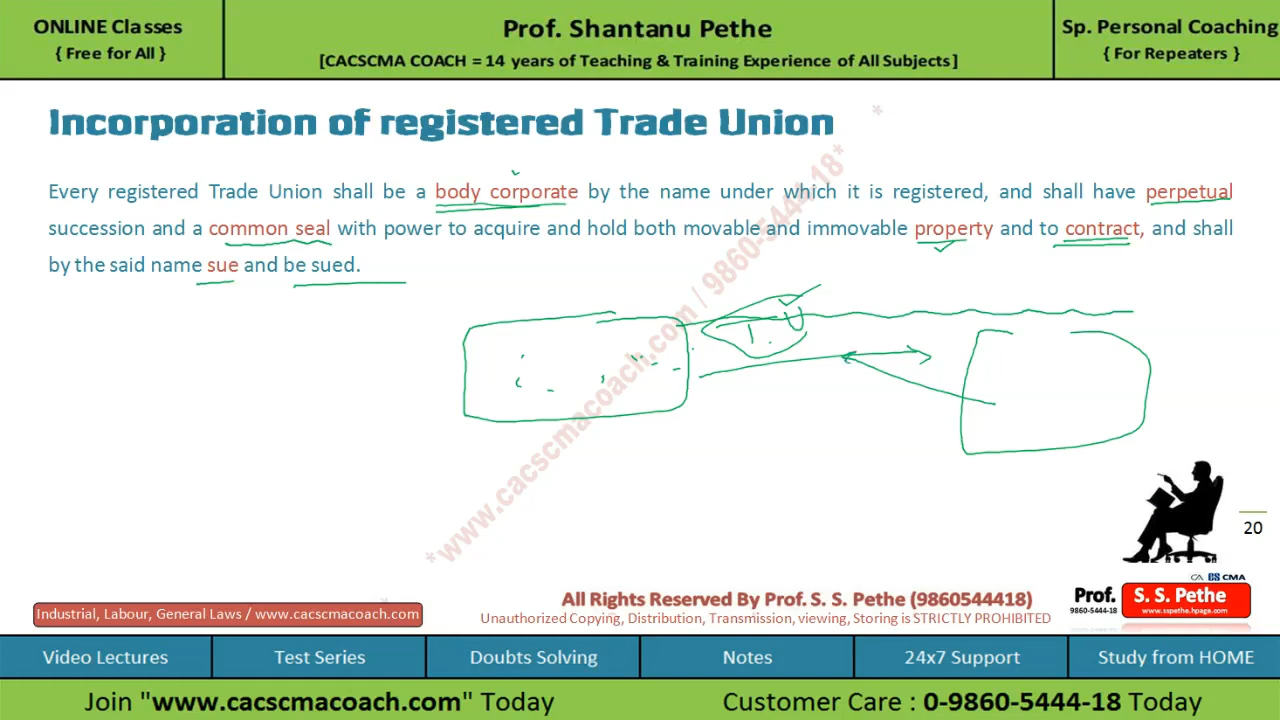 ONLINE Classes
{ Free for All }
Prof. Shantanu Pethe
[CACSCMA COACH = 14 years of Teaching & Training Experience of All Subjects]
Sp. Personal Coaching
{ For Repeaters }
Incorporation of registered Trade Union
Every registered Trade Union shall be a body corporate by the name under which it is registered, and shall have perpetual
succession and a common seal with power to acquire and hold both movable and immovable property and to contract, and shall
by the said name sue and be sued.
T.U
*www.cacscmacoach.com / 9860-5444-18*
20
Industrial, Labour, General Laws / www.cacscmacoach.com
All Rights Reserved By Prof. S. S. Pethe (9860544418)
Unauthorized Copying, Distribution, Transmission, viewing, Storing is STRICTLY PROHIBITED
CA CS CMA
Prof. S. S. Pethe
9860-5444-18 www.sspethe.hpage.com
Video Lectures
Test Series
Doubts Solving
Notes
24x7 Support
Study from HOME
Join "www.cacscmacoach.com" Today
Customer Care : 0-9860-5444-18 Today